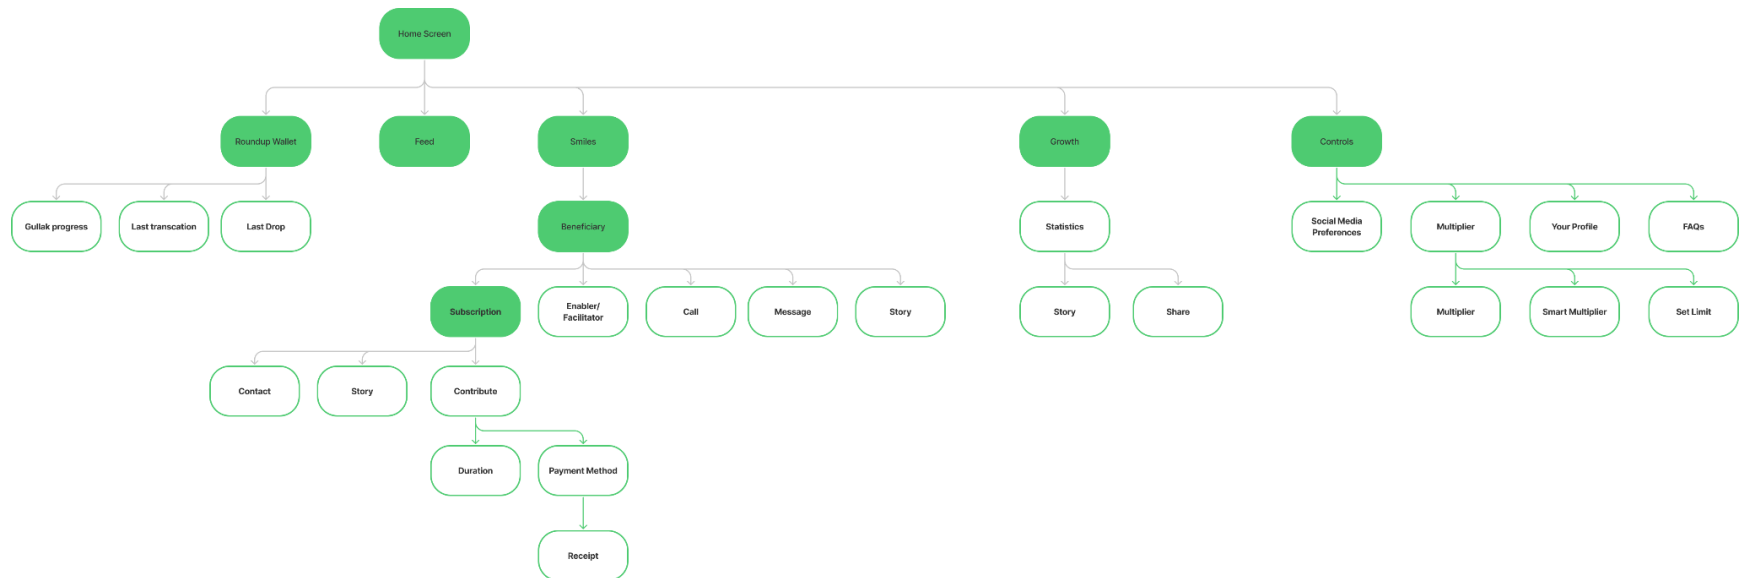 Home Screen
Roundup Wallet
Feed
Smiles
Growth
Controls
Gullak progress
Last transcation
Last Drop
Beneficiary
Statistics
Social Media
Preferences
Multiplier
Your Profile
FAQs
Subscription
Enabler/
Facilitator
Call
Message
Story
Story
Share
Multiplier
Smart Multiplier
Set Limit
Contact
Story
Contribute
Duration
Payment Method
Receipt